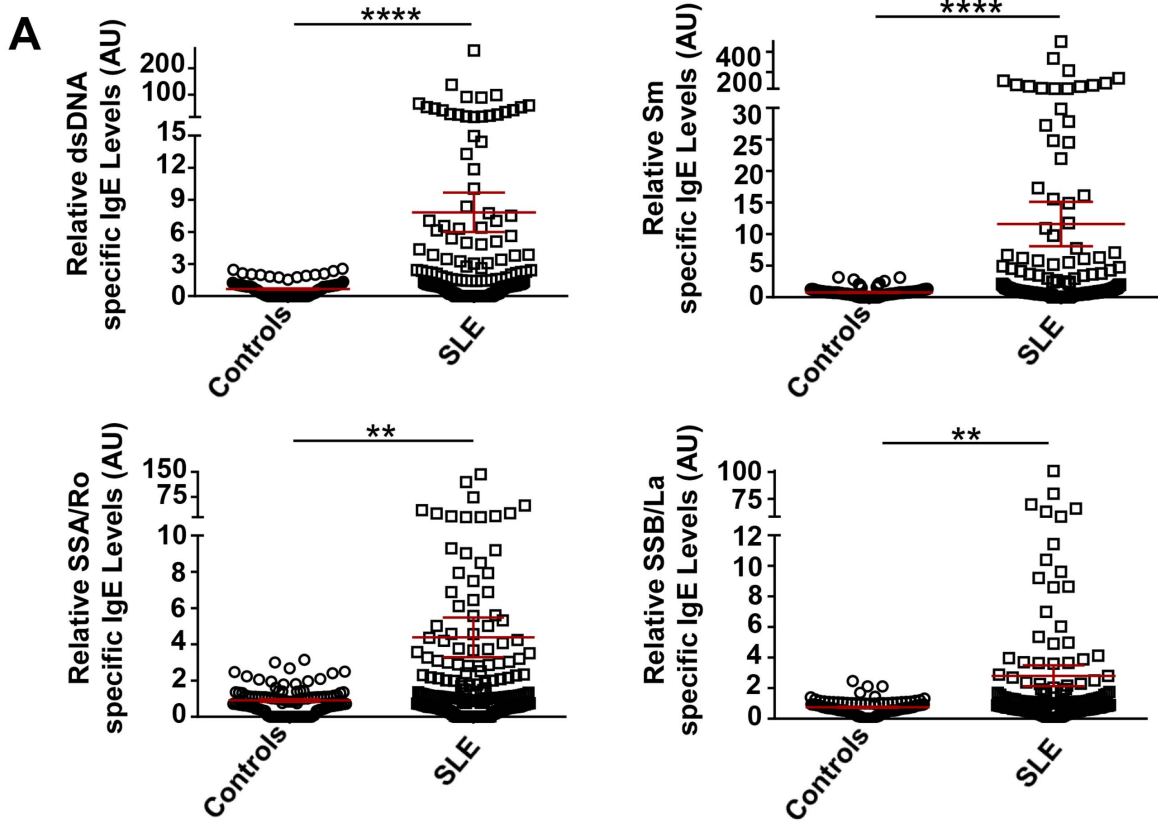 A
****
Relative dsDNA
specific IgE Levels (AU)
200
100
15
12
9
6
3
0
Controls
SLE
****
Relative Sm
specific IgE Levels (AU)
400
200
30
25
20
15
10
5
0
Controls
SLE
**
Relative SSA/Ro
specific IgE Levels (AU)
150
75
10
8
6
4
2
0
Controls
SLE
**
Relative SSB/La
specific IgE Levels (AU)
100
75
12
10
8
6
4
2
0
Controls
SLE